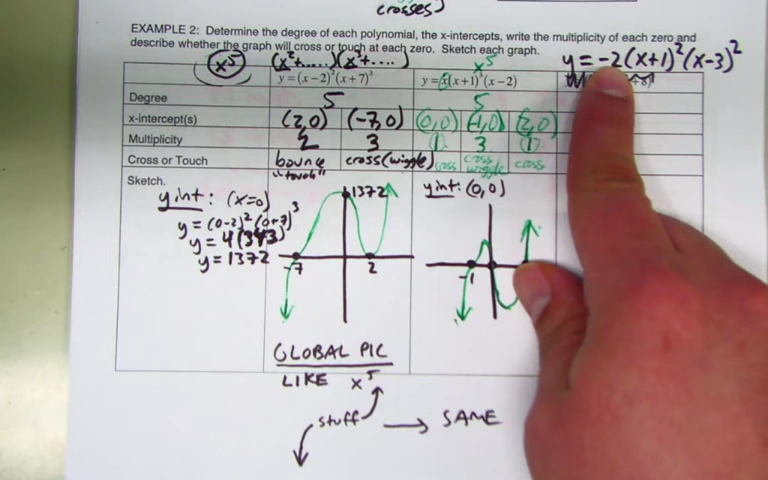 crosses)
EXAMPLE 2: Determine the degree of each polynomial, the x-intercepts, write the multiplicity of each zero and
describe whether the graph will cross or touch at each zero. Sketch each graph.
y = -2(x+1)²(x-3)²
x⁵ (x²+....)(x³+....) x⁵
y = (x-2)²(x+7)³ y = x(x+1)³(x-2)
Degree 5 5
x-intercept(s) (2,0) (-7,0) (0,0) (-1,0) (2,0)
Multiplicity 2 3 1 3 1
Cross or Touch bounce "touch" cross(wiggle) cross cross wiggle cross
Sketch.
y int: (x=0)
y = (0-2)²(0+7)³
y = 4(343)
y = 1372
1372
-7 2
y int: (0,0)
-1
GLOBAL PIC
LIKE x⁵
stuff → SAME